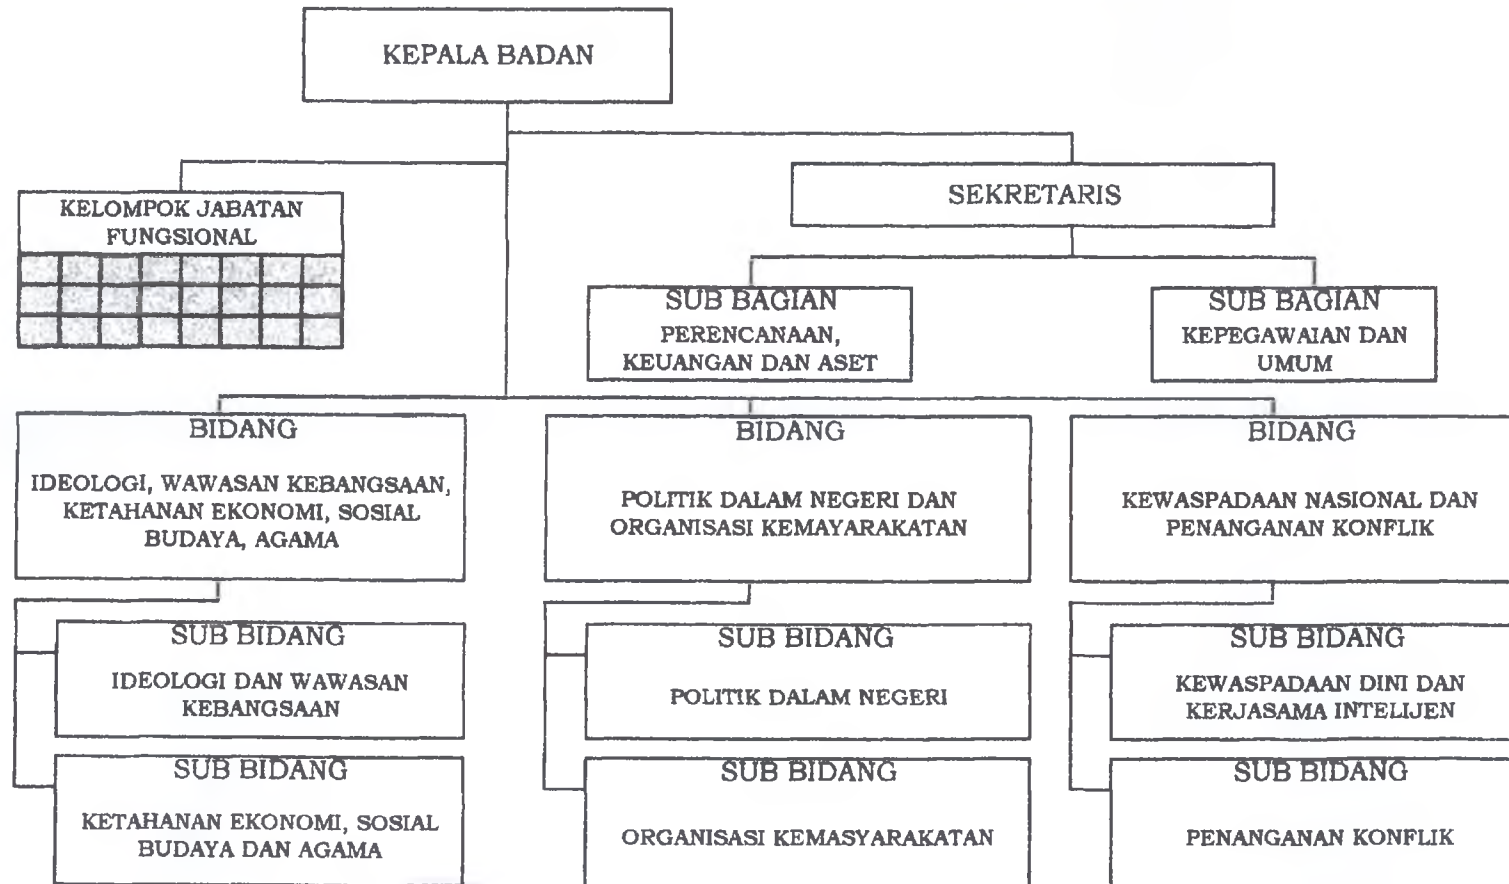 KEPALA BADAN
KELOMPOK JABATAN
FUNGSIONAL
SEKRETARIS
SUB BAGIAN
PERENCANAAN,
KEUANGAN DAN ASET
SUB BAGIAN
KEPEGAWAIAN DAN
UMUM
BIDANG
IDEOLOGI, WAWASAN KEBANGSAAN,
KETAHANAN EKONOMI, SOSIAL
BUDAYA, AGAMA
BIDANG
POLITIK DALAM NEGERI DAN
ORGANISASI KEMAYARAKATAN
BIDANG
KEWASPADAAN NASIONAL DAN
PENANGANAN KONFLIK
SUB BIDANG
IDEOLOGI DAN WAWASAN
KEBANGSAAN
SUB BIDANG
POLITIK DALAM NEGERI
SUB BIDANG
KEWASPADAAN DINI DAN
KERJASAMA INTELIJEN
SUB BIDANG
KETAHANAN EKONOMI, SOSIAL
BUDAYA DAN AGAMA
SUB BIDANG
ORGANISASI KEMASYARAKATAN
SUB BIDANG
PENANGANAN KONFLIK